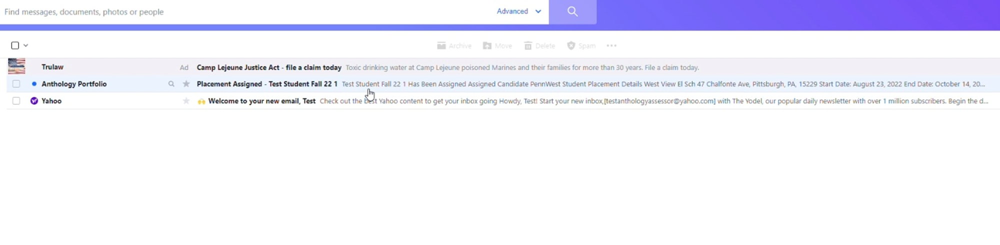 Find messages, documents, photos or people Advanced
Archive Move Delete Spam
Trulaw Ad Camp Lejeune Justice Act - file a claim today Toxic drinking water at Camp Lejeune poisoned Marines and their families for more than 30 years. File a claim today.
Anthology Portfolio Placement Assigned - Test Student Fall 22 1 Test Student Fall 22 1 Has Been Assigned Assigned Candidate PennWest Student Placement Details West View El Sch 47 Chalfonte Ave, Pittsburgh, PA, 15229 Start Date: August 23, 2022 End Date: October 14, 20...
Yahoo Welcome to your new email, Test Check out the best Yahoo content to get your inbox going Howdy, Test! Start your new inbox,[testanthologyassessor@yahoo.com] with The Yodel, our popular daily newsletter with over 1 million subscribers. Begin the d...